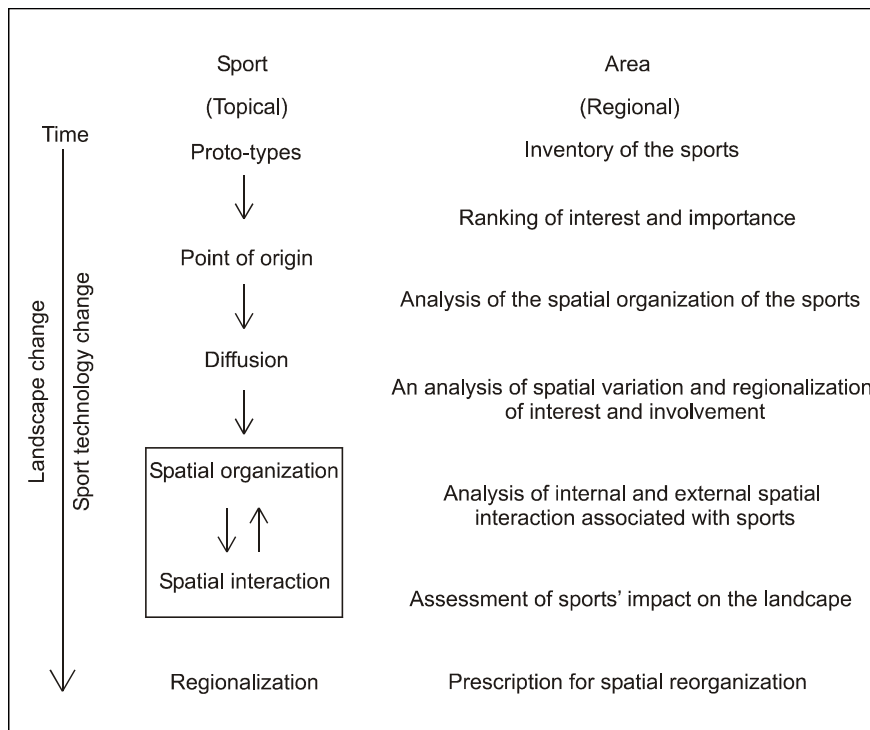 Sport
(Topical)
Area
(Regional)
Time
Landscape change
Sport technology change
Proto-types
Point of origin
Diffusion
Spatial organization
Spatial interaction
Regionalization
Inventory of the sports
Ranking of interest and importance
Analysis of the spatial organization of the sports
An analysis of spatial variation and regionalization
of interest and involvement
Analysis of internal and external spatial
interaction associated with sports
Assessment of sports’ impact on the landcape
Prescription for spatial reorganization